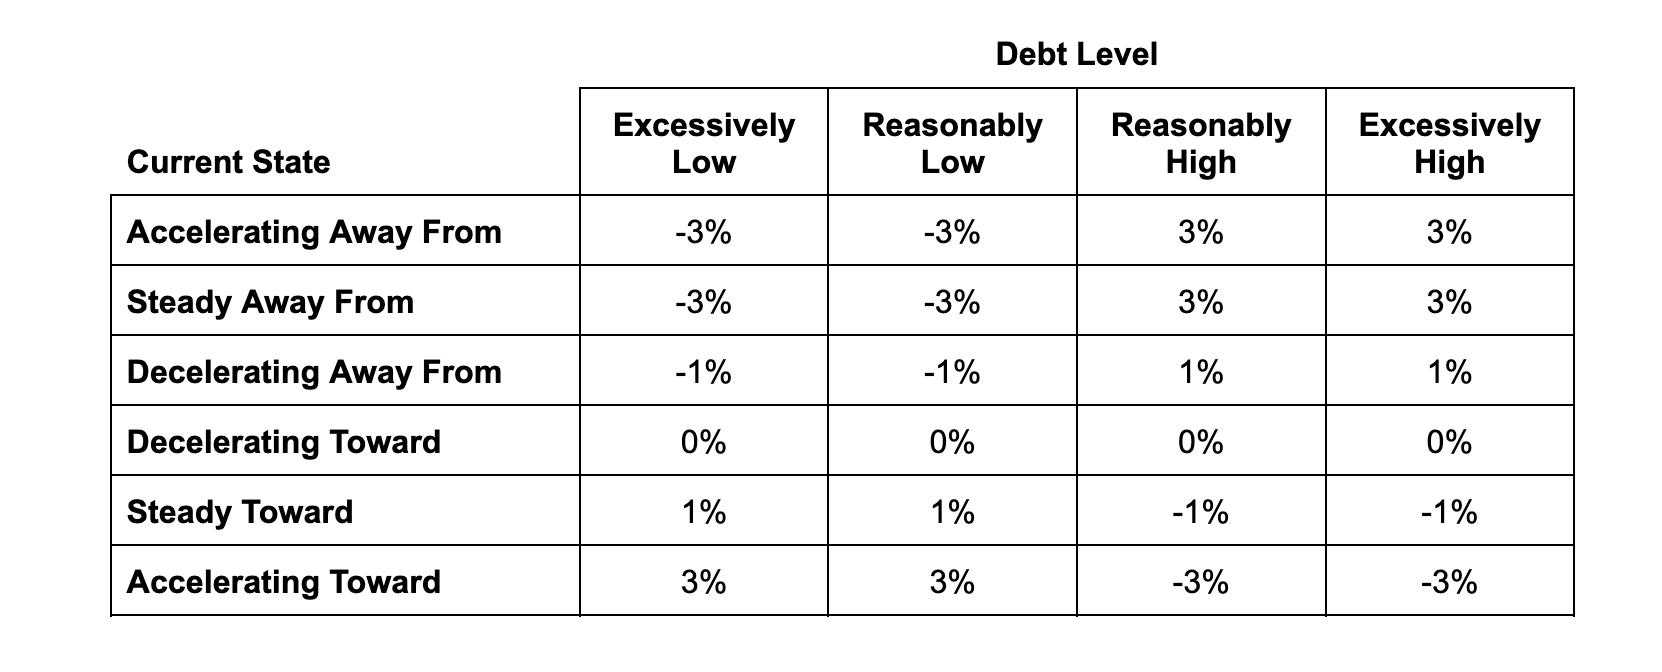 Debt Level
Current State Excessively Low Reasonably Low Reasonably High Excessively High
Accelerating Away From -3% -3% 3% 3%
Steady Away From -3% -3% 3% 3%
Decelerating Away From -1% -1% 1% 1%
Decelerating Toward 0% 0% 0% 0%
Steady Toward 1% 1% -1% -1%
Accelerating Toward 3% 3% -3% -3%